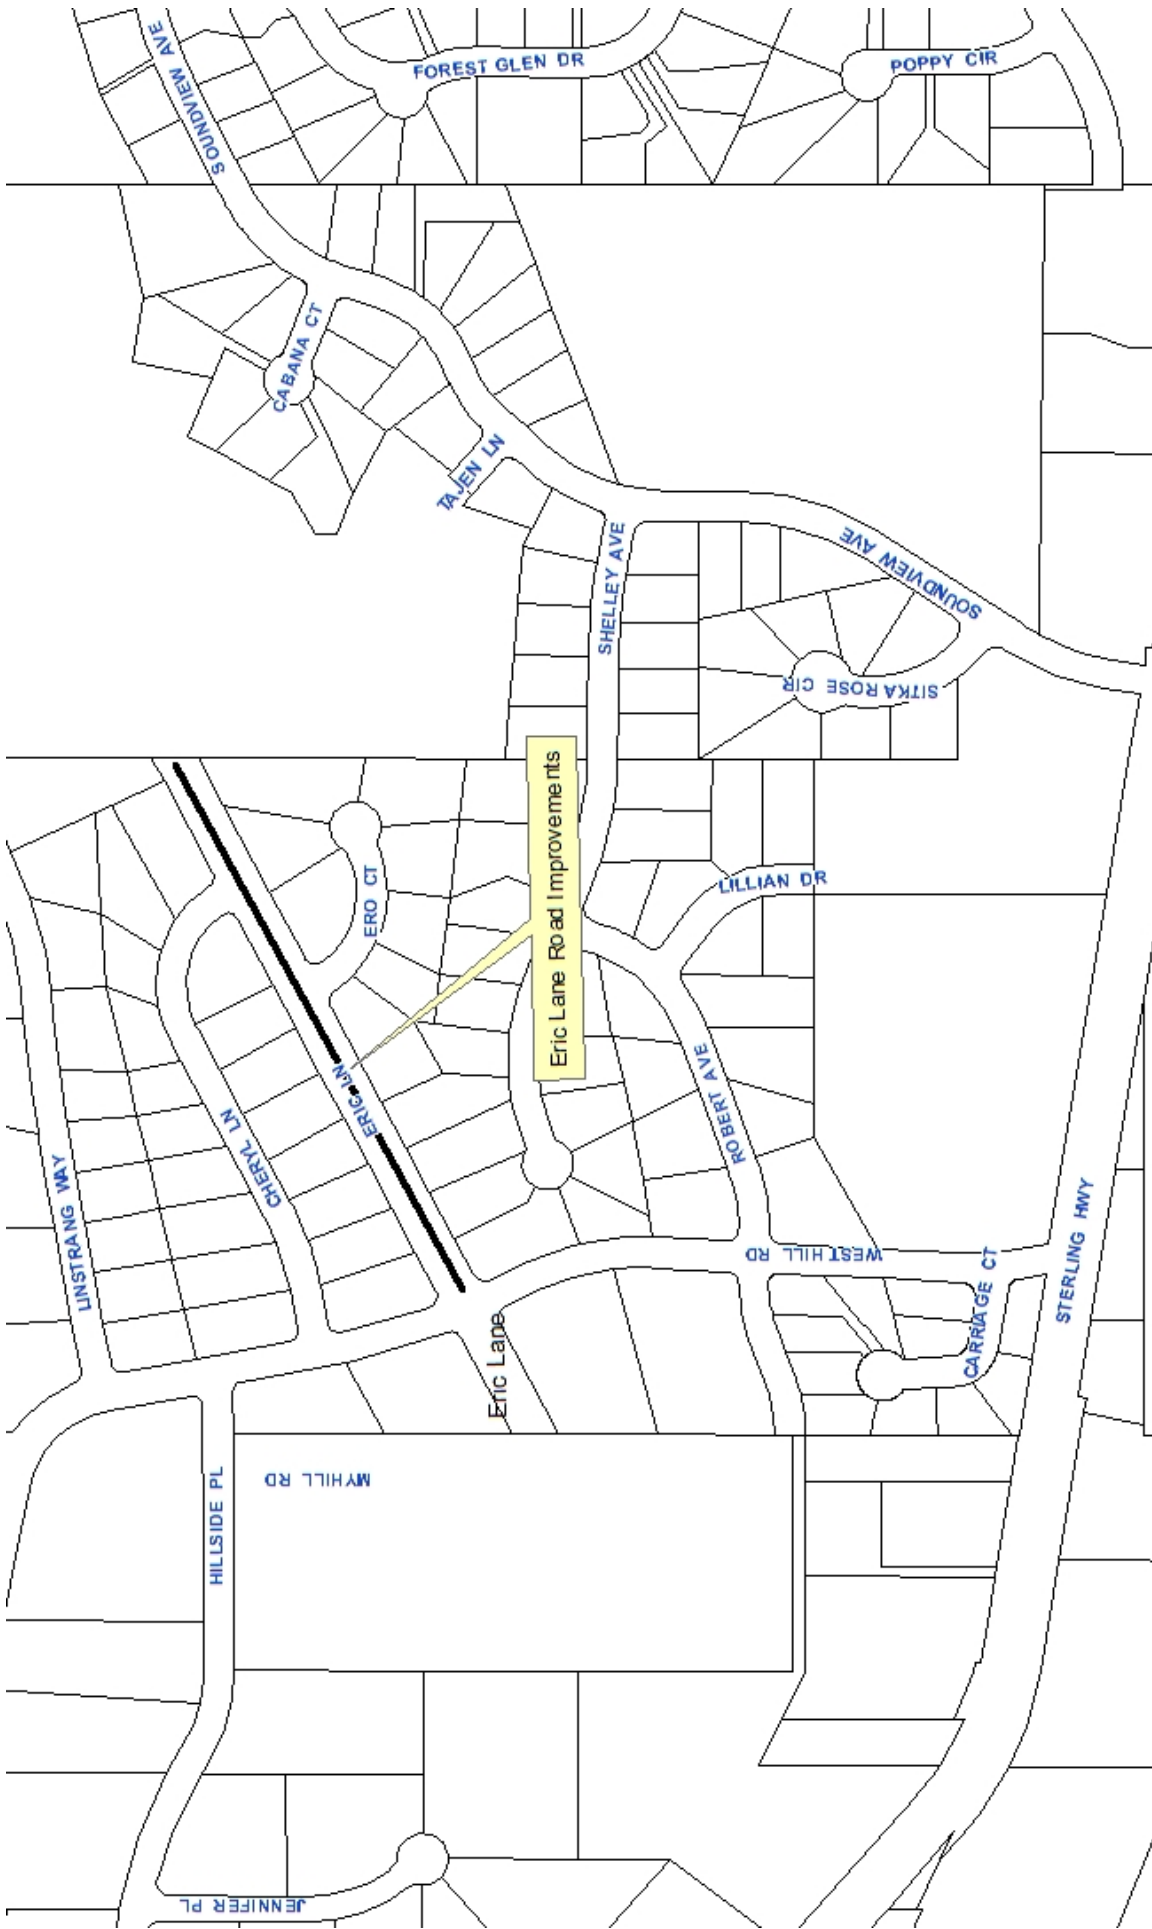 SOUNDVIEW AVE
FOREST GLEN DR
POPPY CIR
CABANA CT
TAJEN LN
SHELLEY AVE
SOUNDVIEW AVE
SITKA ROSE CIR
Eric Lane Road Improvements
ERO CT
LILLIAN DR
ERIC LN
CHERYL LN
ROBERT AVE
LINSTRANG WAY
WEST HILL RD
STERLING HWY
CARRIAGE CT
Eric Lane
MYHILL RD
HILLSIDE PL
JENNIFER PL